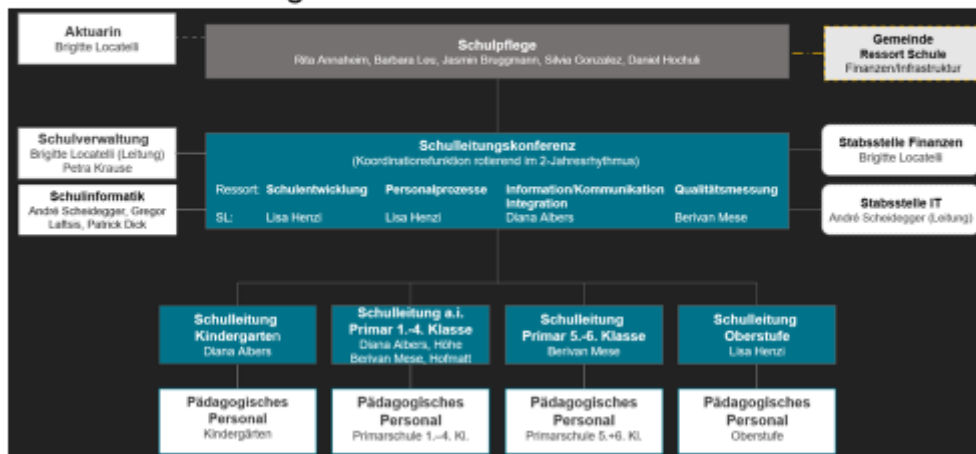 Aktuarin
Brigitte Locatelli
Schulpflege
Rita Annaheim, Barbara Leu, Jasmin Bruggmann, Silvia Gonzalez, Daniel Hochuli
Gemeinde
Ressort Schule
Finanzen/Infrastruktur
Schulverwaltung
Brigitte Locatelli (Leitung)
Petra Krause
Schulinformatik
André Scheidegger, Gregor
Patrick Dick
Schulleitungskonferenz
(Koordinationsfunktion rotierend im 2-Jahresrhythmus)
Ressort: Schulentwicklung Personalprozesse Information/Kommunikation Qualitätsmessung
Integration
SL: Lisa Henzi Lisa Henzi Diana Albers Berivan Mese
Stabsstelle Finanzen
Brigitte Locatelli
Stabsstelle IT
André Scheidegger (Leitung)
Schulleitung
Kindergarten
Diana Albers
Schulleitung a.i.
Primar 1.-4. Klasse
Diana Albers, Höhe
Berivan Mese, Hofmatt
Schulleitung
Primar 5.-6. Klasse
Berivan Mese
Schulleitung
Oberstufe
Lisa Henzi
Pädagogisches
Personal
Kindergärten
Pädagogisches
Personal
Primarschule 1.-4. Kl.
Pädagogisches
Personal
Primarschule 5.+6. Kl.
Pädagogisches
Personal
Oberstufe